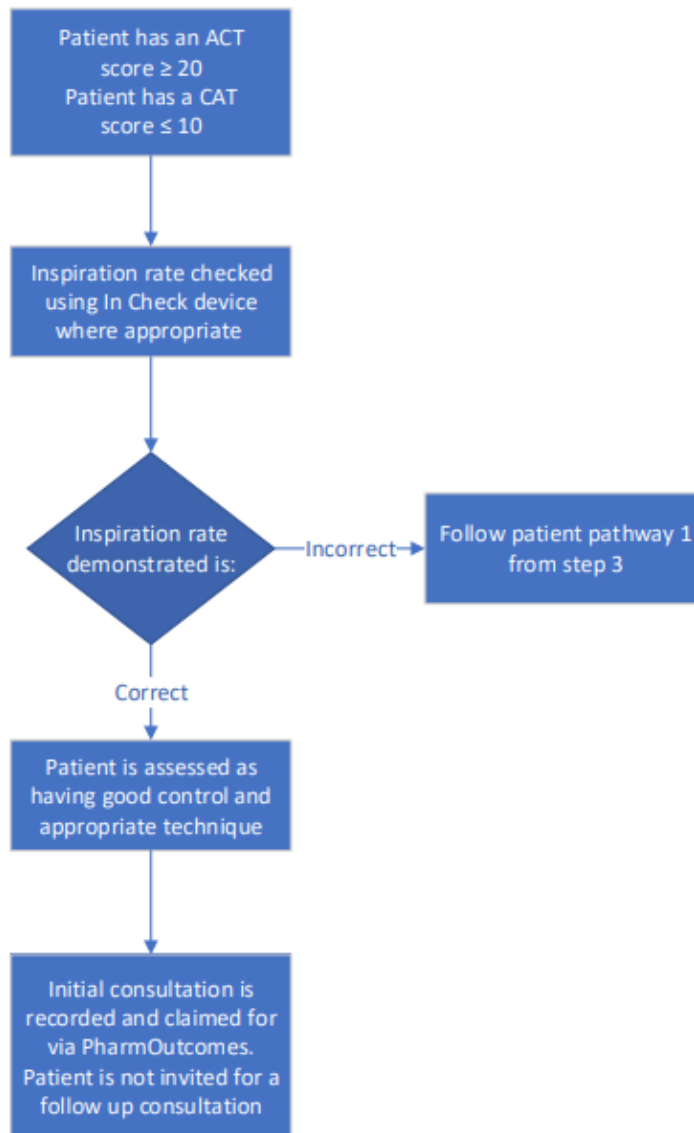 Patient has an ACT
score ≥ 20
Patient has a CAT
score ≤ 10
Inspiration rate checked
using In Check device
where appropriate
Inspiration rate
demonstrated is:
Incorrect
Follow patient pathway 1
from step 3
Correct
Patient is assessed as
having good control and
appropriate technique
Initial consultation is
recorded and claimed for
via PharmOutcomes.
Patient is not invited for a
follow up consultation